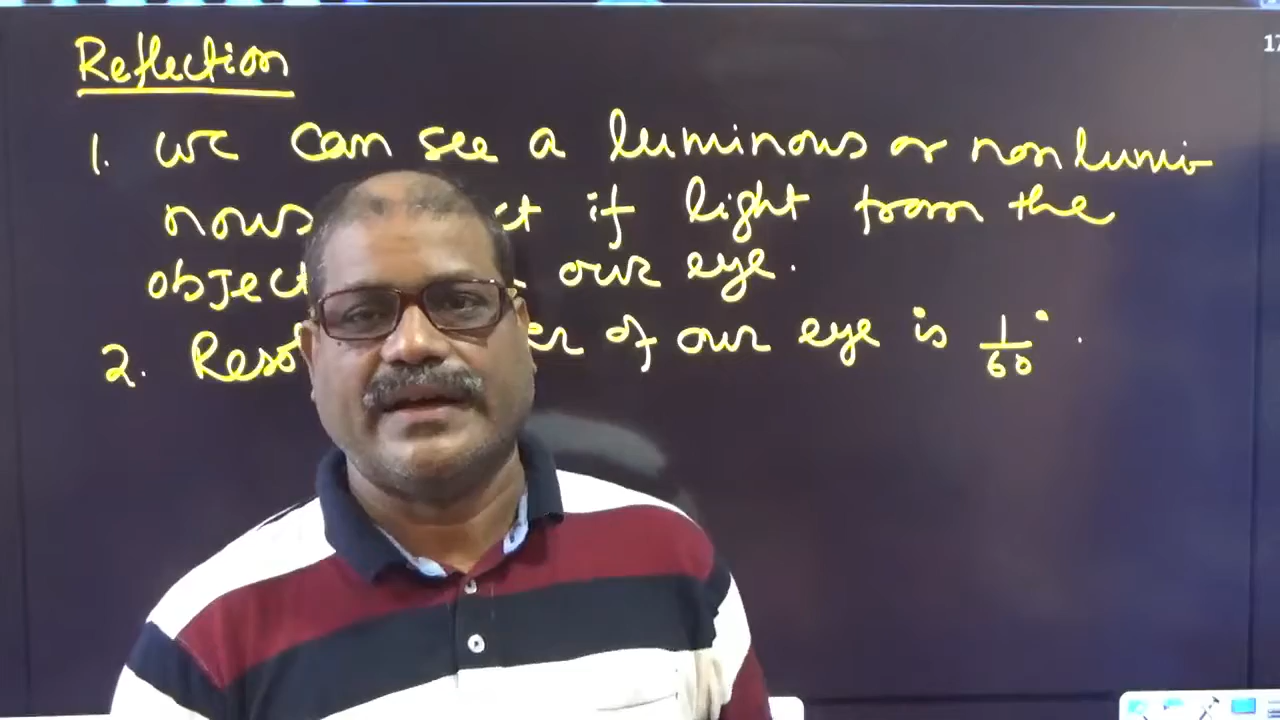 Reflection
1. We can see a luminous or non lumi-
nous ct if light from the
object our eye.
2. Reso er of our eye is 1/60°.
17